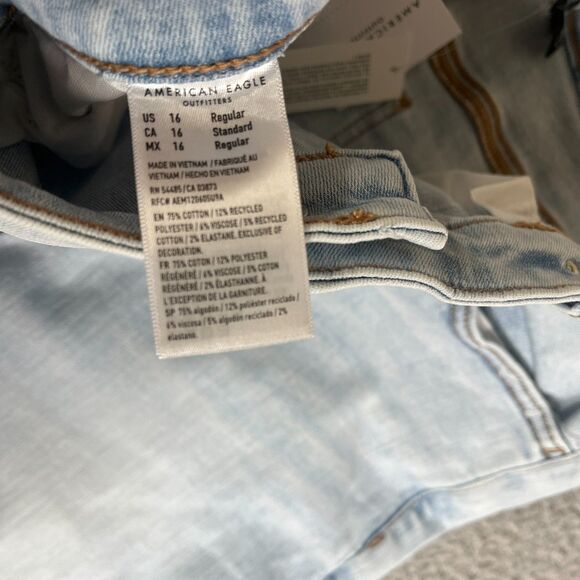 AMERICAN EAGLE
OUTFITTERS
US 16 Regular
CA 16 Standard
MX 16 Regular
MADE IN VIETNAM / FABRIQUÉ AU
VIETNAM / HECHO EN VIETNAM
RN 54485/CA 03873
RFC# AEM120605U9A
EN 75% COTTON / 12% RECYCLED
POLYESTER / 6% VISCOSE / 5% RECYCLED
COTTON / 2% ELASTANE. EXCLUSIVE OF
DECORATION.
FR 75% COTON / 12% POLYESTER
RÉGÉNÉRÉ / 6% VISCOSE / 5% COTON
RÉGÉNÉRÉ / 2% ÉLASTHANNE. À
L'EXCEPTION DE LA GARNITURE.
SP 75% algodón / 12% poliéster reciclado /
6% viscosa / 5% algodón reciclado / 2%
elastano.
AMERICAN